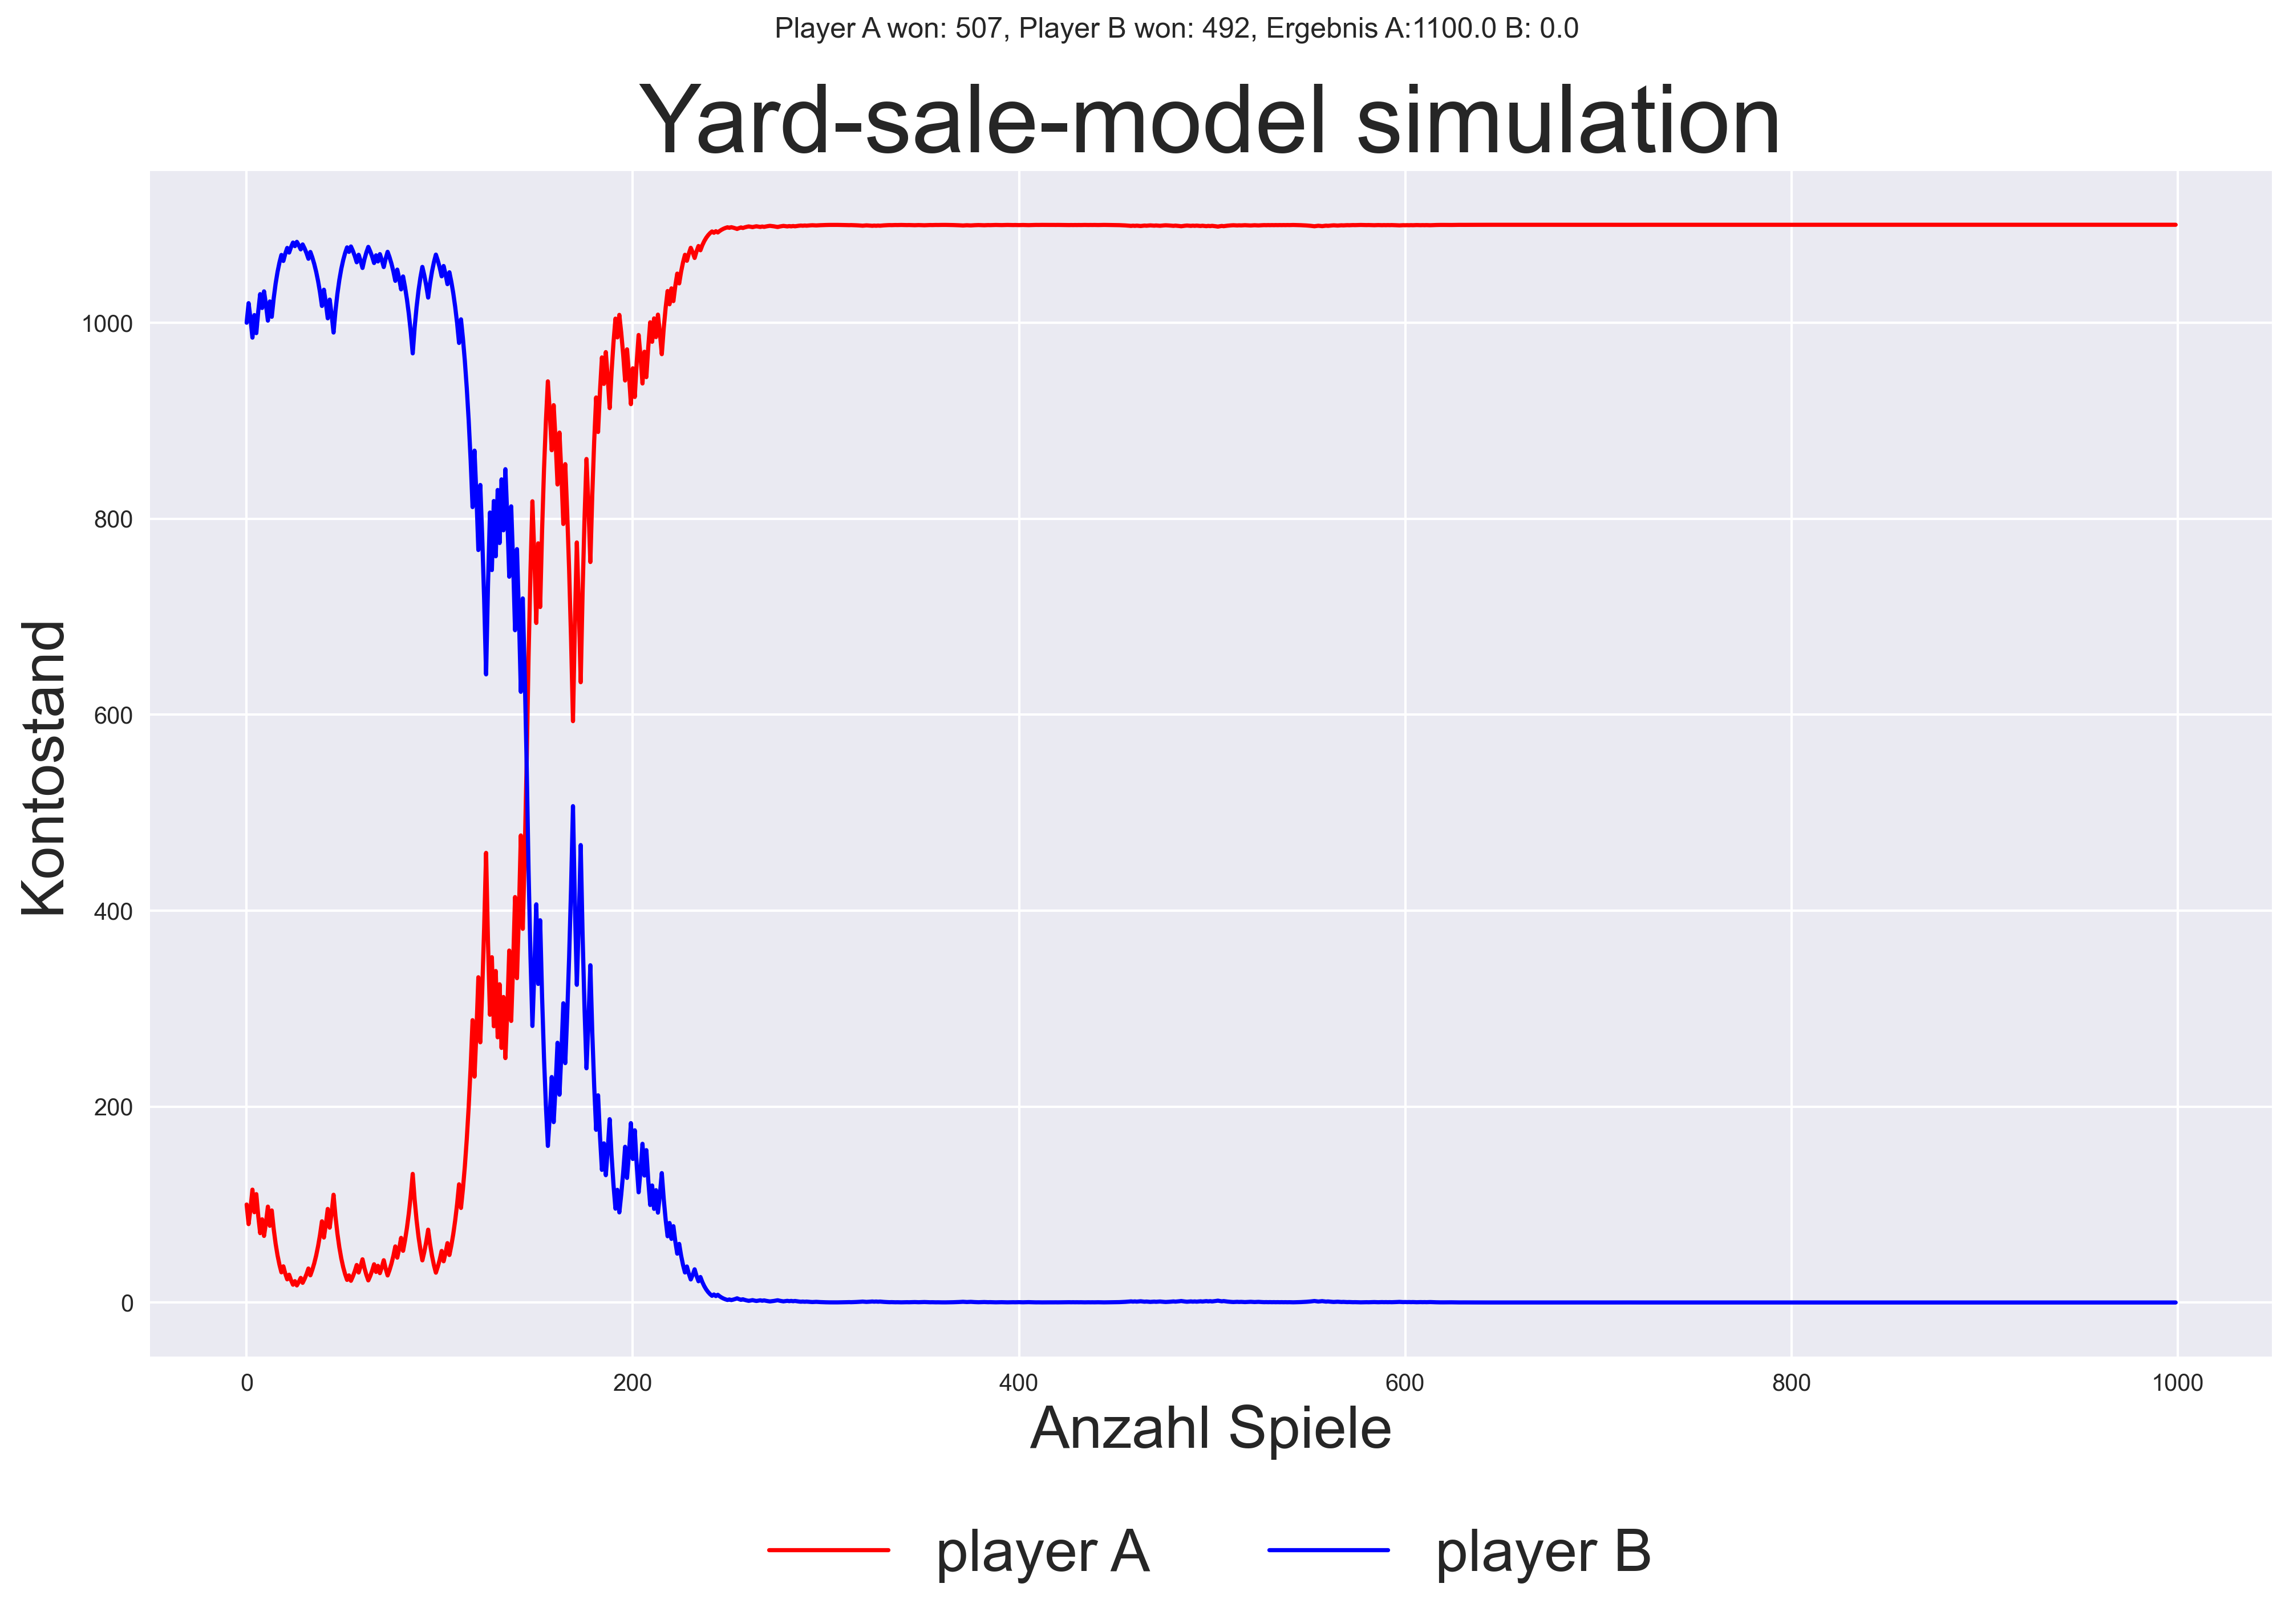 Player A won: 507, Player B won: 492, Ergebnis A:1100.0 B: 0.0
Yard-sale-model simulation
Kontostand
1000
800
600
400
200
0
0 200 400 600 800 1000
Anzahl Spiele
player A player B